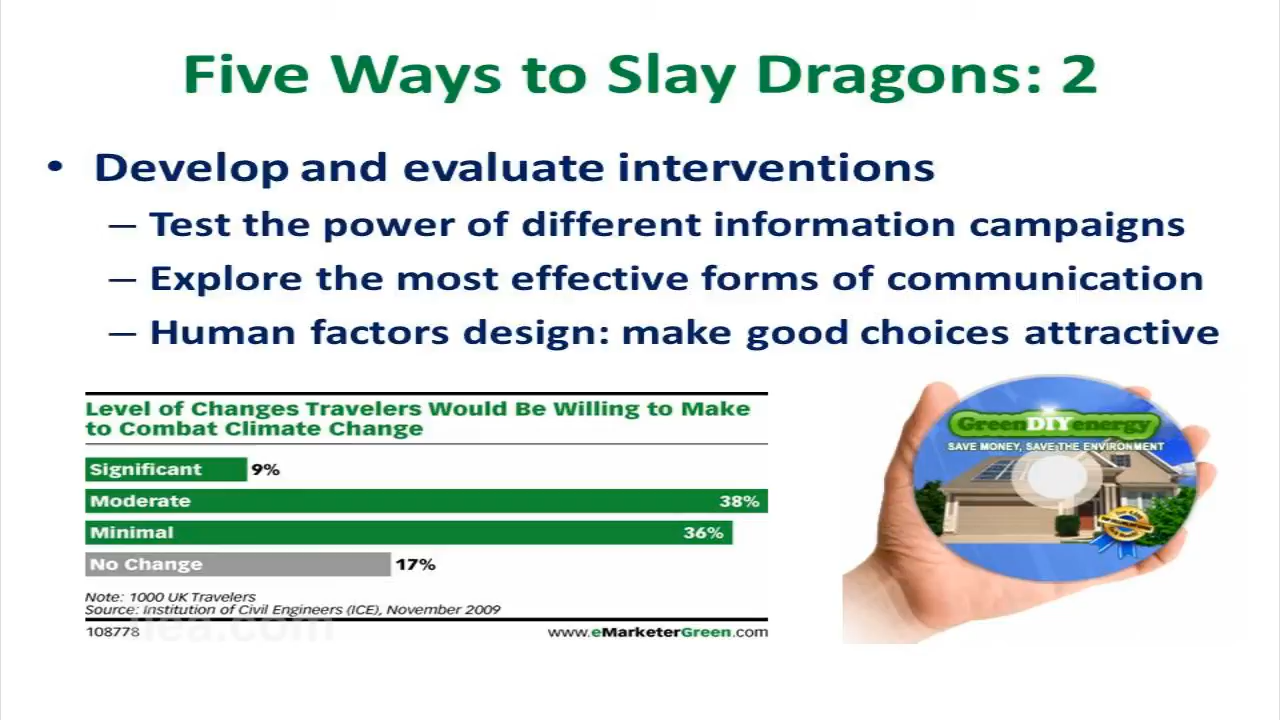 Five Ways to Slay Dragons: 2
• Develop and evaluate interventions
– Test the power of different information campaigns
– Explore the most effective forms of communication
– Human factors design: make good choices attractive
Level of Changes Travelers Would Be Willing to Make
to Combat Climate Change
Significant 9%
Moderate 38%
Minimal 36%
No Change 17%
Note: 1000 UK Travelers
Source: Institution of Civil Engineers (ICE), November 2009
108778 www.eMarketerGreen.com
GreenDIYenergy
SAVE MONEY, SAVE THE ENVIRONMENT